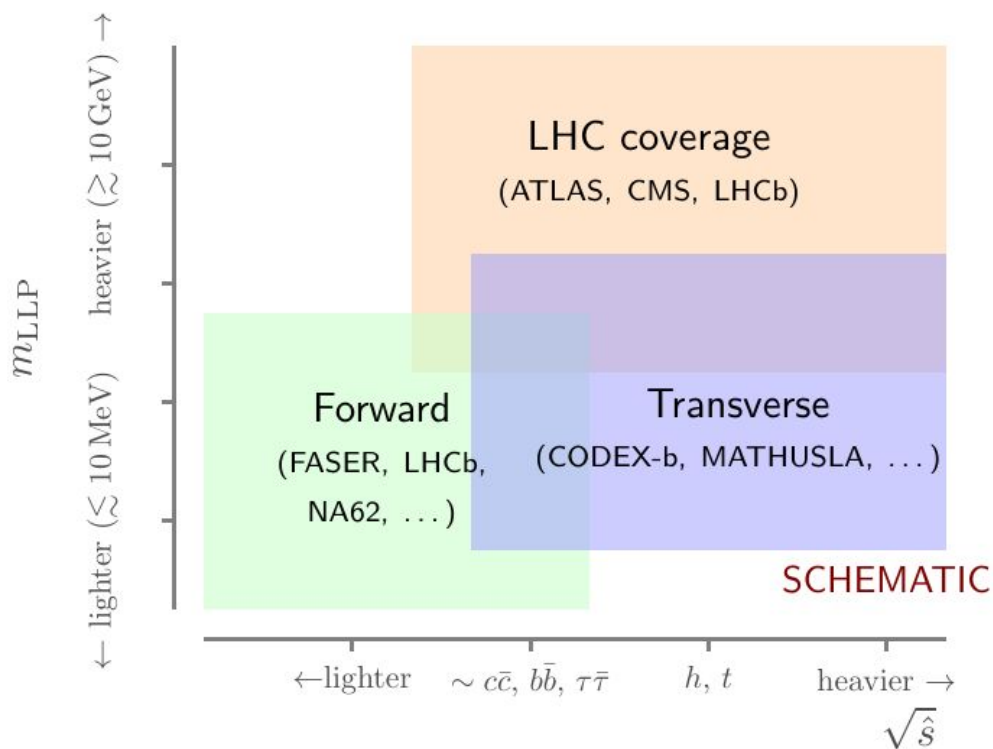 LHC coverage
(ATLAS, CMS, LHCb)
Forward
(FASER, LHCb,
NA62, ...)
Transverse
(CODEX-b, MATHUSLA, ...)
SCHEMATIC
m_LLP
← lighter (≲ 10 MeV) heavier (≳ 10 GeV) →
←lighter ∼ cc̄, bb̄, ττ̄ h, t heavier →
√ŝ